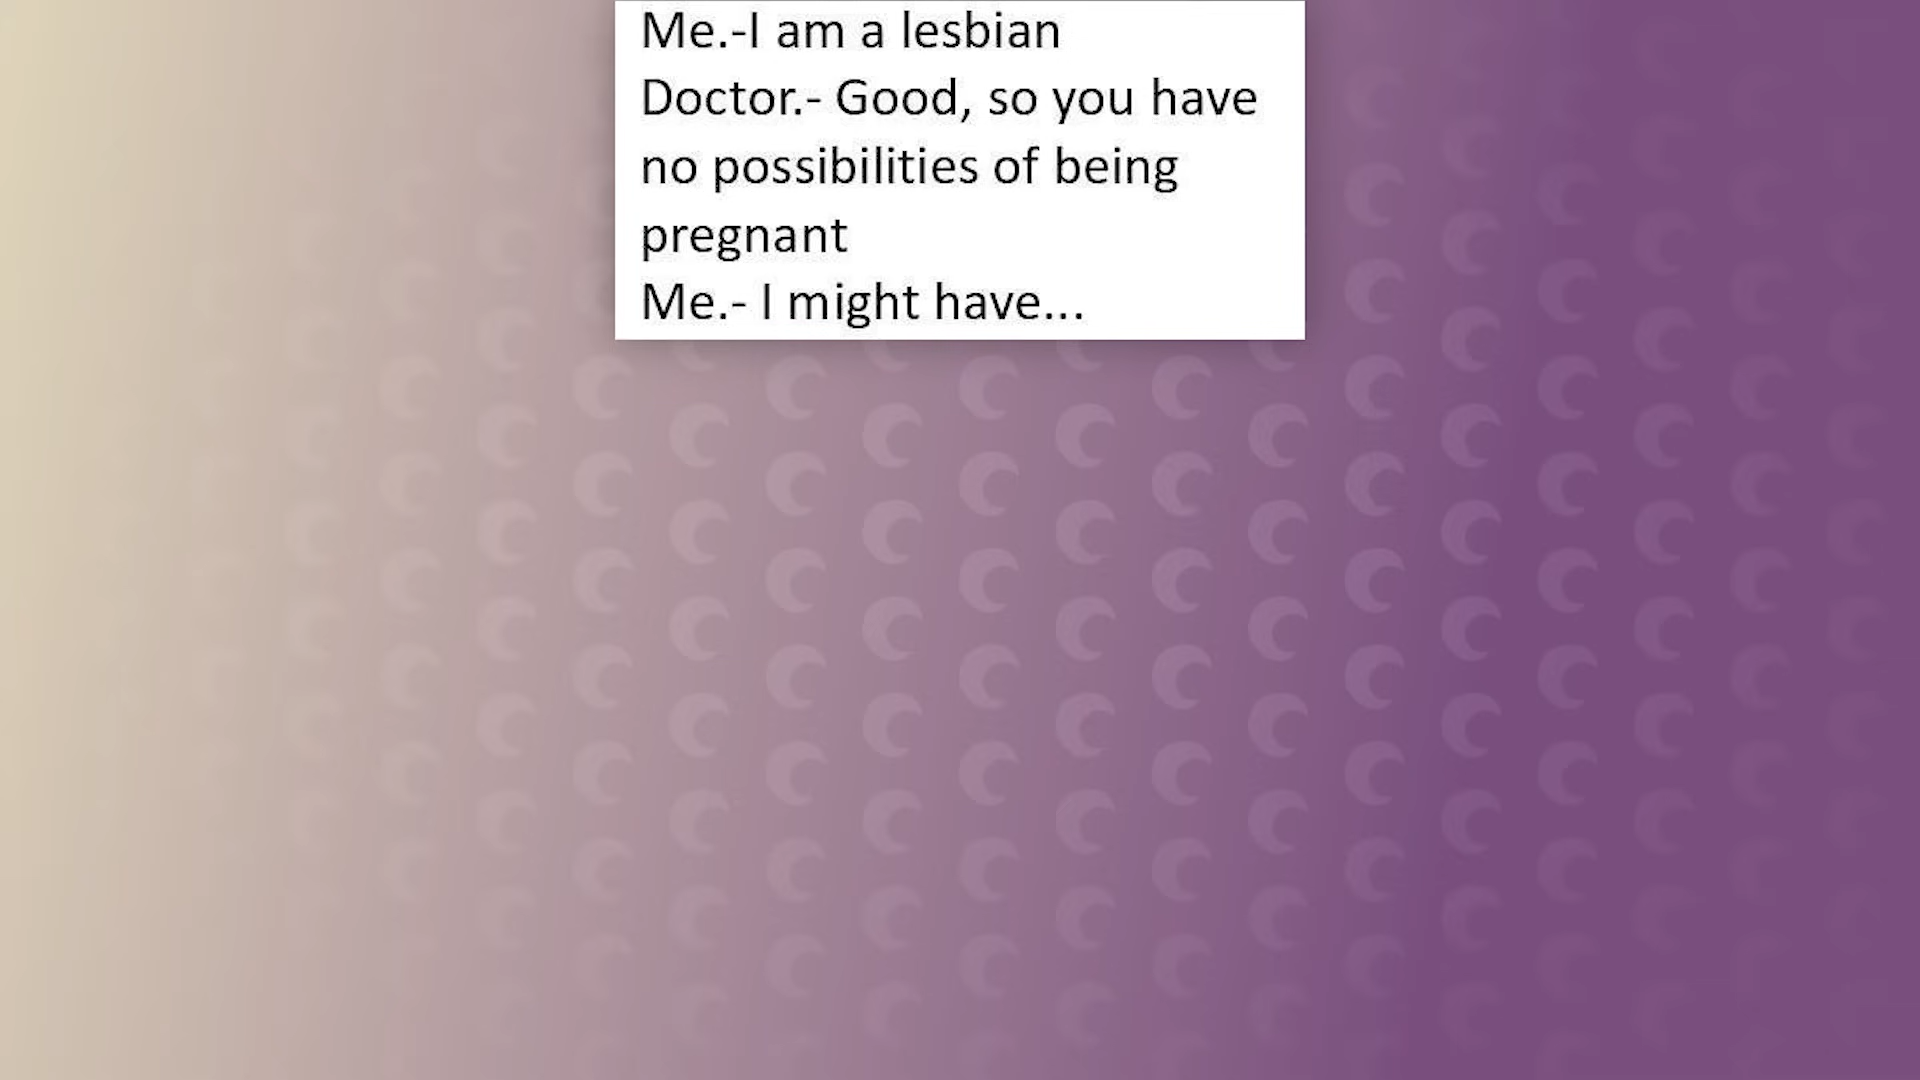 Me.-I am a lesbian
Doctor.- Good, so you have
no possibilities of being
pregnant
Me.- I might have...